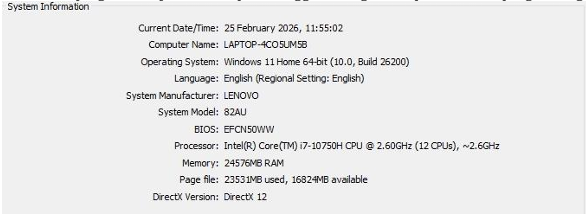 System Information
Current Date/Time: 25 February 2026, 11:55:02
Computer Name: LAPTOP-4CO5UM5B
Operating System: Windows 11 Home 64-bit (10.0, Build 26200)
Language: English (Regional Setting: English)
System Manufacturer: LENOVO
System Model: 82AU
BIOS: EFCN50WW
Processor: Intel(R) Core(TM) i7-10750H CPU @ 2.60GHz (12 CPUs), ~2.6GHz
Memory: 24576MB RAM
Page file: 23531MB used, 16824MB available
DirectX Version: DirectX 12